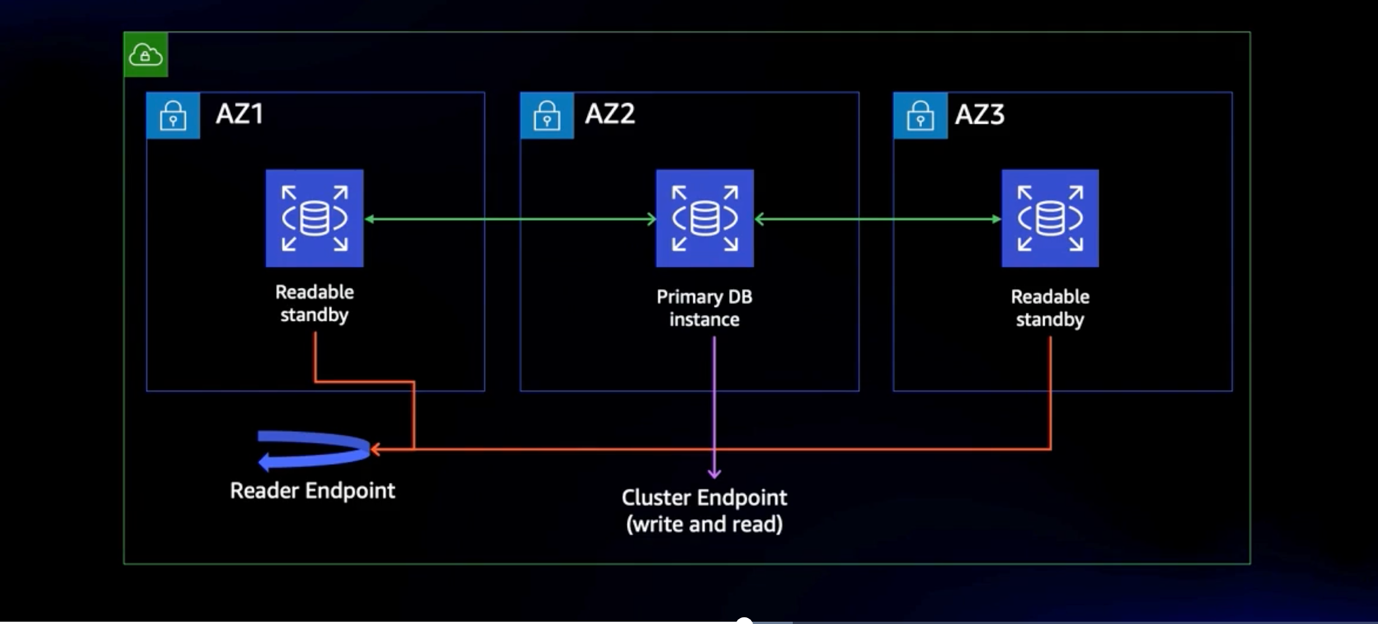 AZ1
AZ2
AZ3
Readable
standby
Primary DB
instance
Readable
standby
Reader Endpoint
Cluster Endpoint
(write and read)